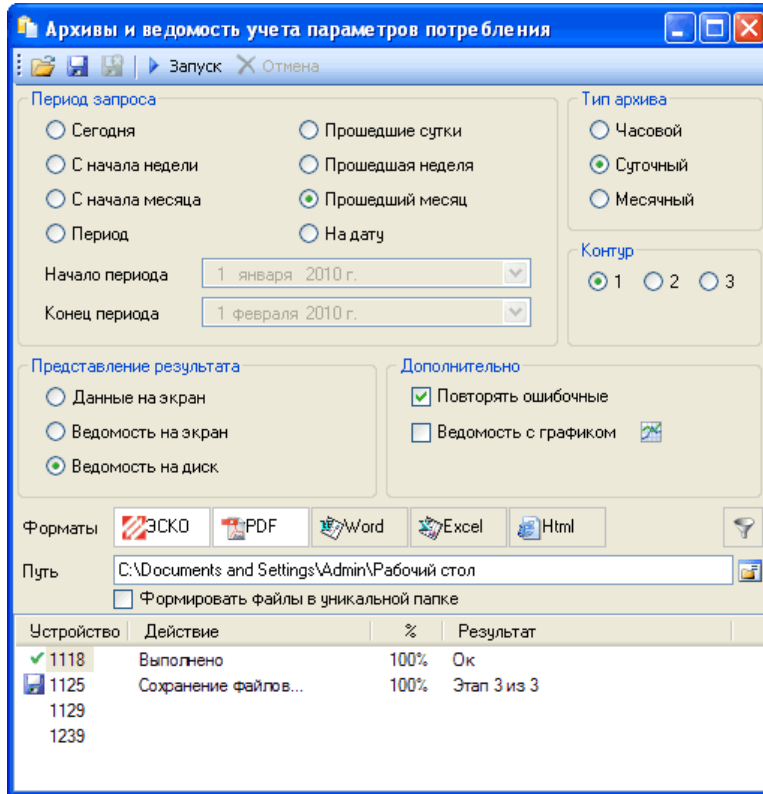 Архивы и ведомость учета параметров потребления
Запуск Отмена
Период запроса
Сегодня Прошедшие сутки
С начала недели Прошедшая неделя
С начала месяца Прошедший месяц
Период На дату
Начало периода 1 января 2010 г.
Конец периода 1 февраля 2010 г.
Тип архива
Часовой
Суточный
Месячный
Контур
1 2 3
Представление результата
Данные на экран
Ведомость на экран
Ведомость на диск
Дополнительно
Повторять ошибочные
Ведомость с графиком
Форматы ЭСКО PDF Word Excel Html
Путь C:\Documents and Settings\Admin\Рабочий стол
Формировать файлы в уникальной папке
Устройство Действие % Результат
1118 Выполнено 100% Ок
1125 Сохранение файлов... 100% Этап 3 из 3
1129
1239